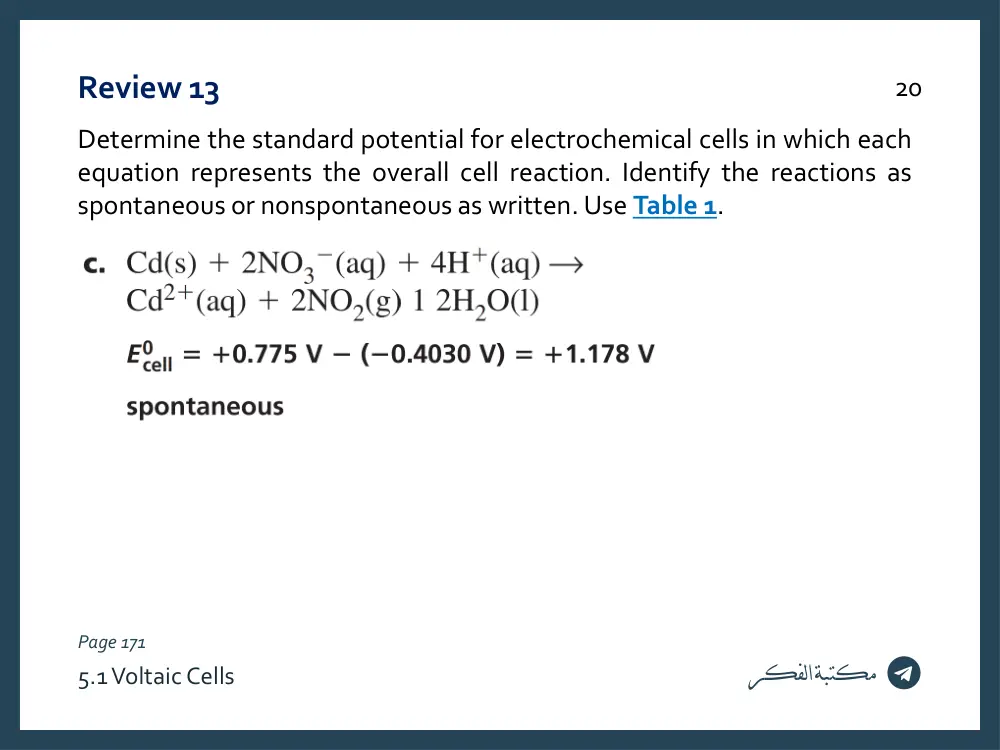 Review 13
20
Determine the standard potential for electrochemical cells in which each
equation represents the overall cell reaction. Identify the reactions as
spontaneous or nonspontaneous as written. Use Table 1.
c. Cd(s) + 2NO₃⁻(aq) + 4H⁺(aq) →
Cd²⁺(aq) + 2NO₂(g) 1 2H₂O(l)
E⁰cell = +0.775 V − (−0.4030 V) = +1.178 V
spontaneous
Page 171
5.1 Voltaic Cells
مكتبة الفكر